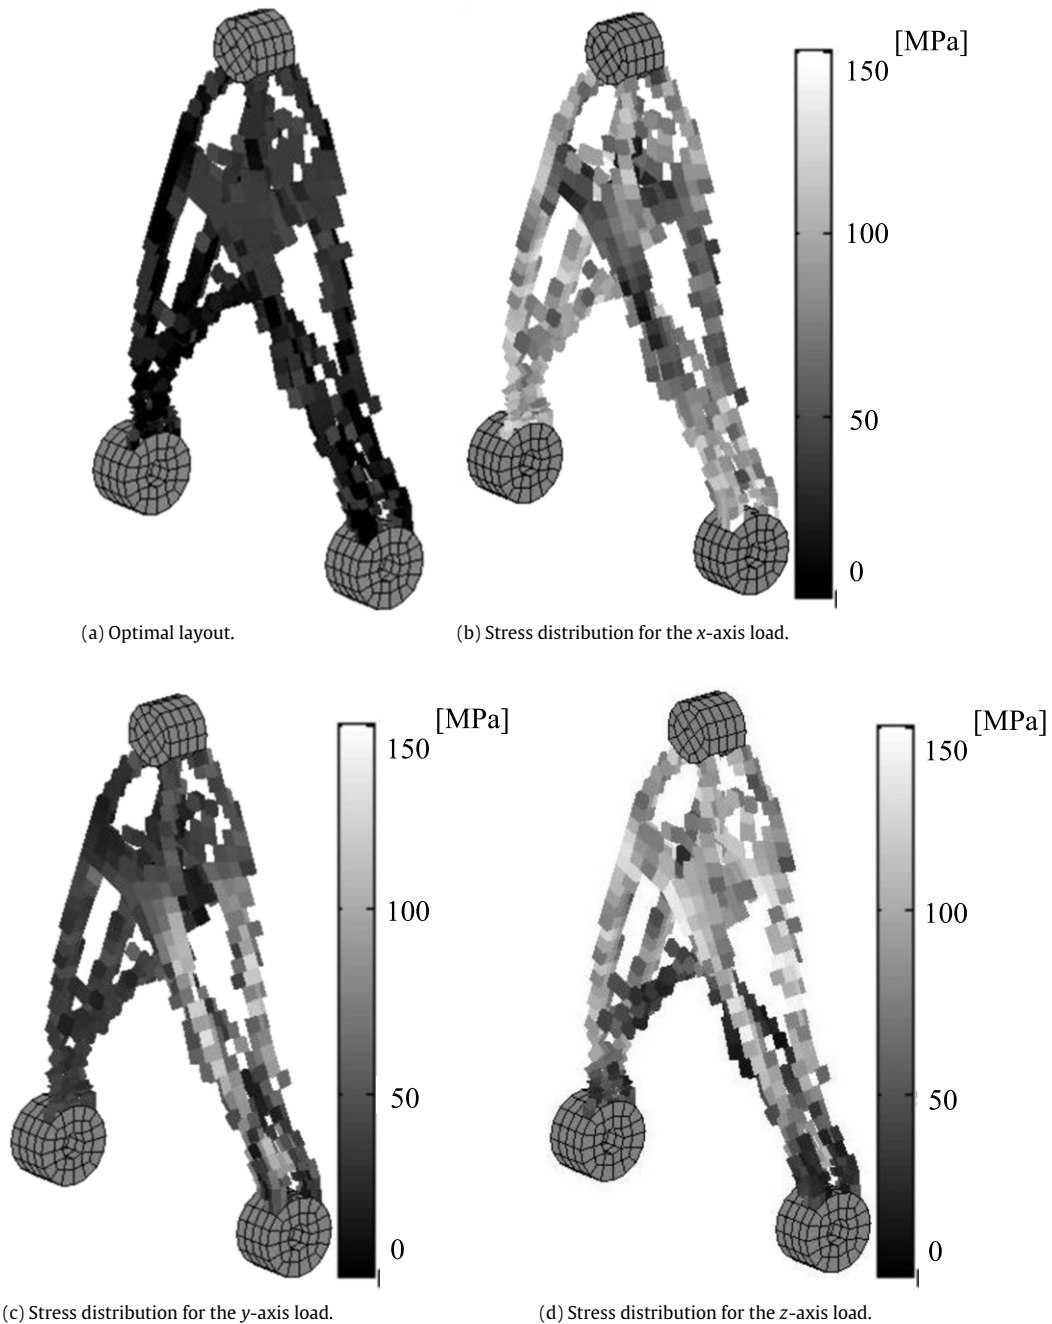 [MPa]
150
100
50
0
(a) Optimal layout.
(b) Stress distribution for the x-axis load.
[MPa]
150
100
50
0
[MPa]
150
100
50
0
(c) Stress distribution for the y-axis load.
(d) Stress distribution for the z-axis load.